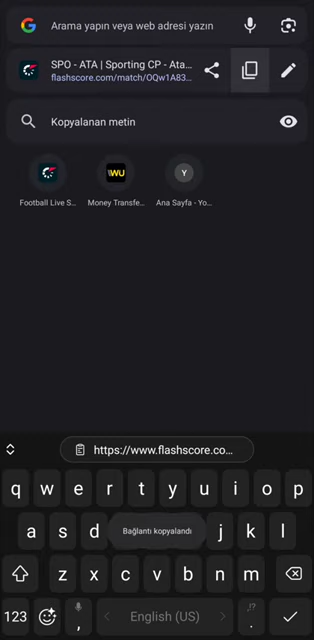 Arama yapın veya web adresi yazın
SPO - ATA | Sporting CP - Ata...
flashscore.com/match/OQw1A83...
Kopyalanan metin
WU
Y
Football Live S...
Money Transfe...
Ana Sayfa - Yo...
https://www.flashscore.co...
q w e r t y u i o p
a s d j k l
Bağlantı kopyalandı
z x c v b n m
123 , English (US) ,!? .